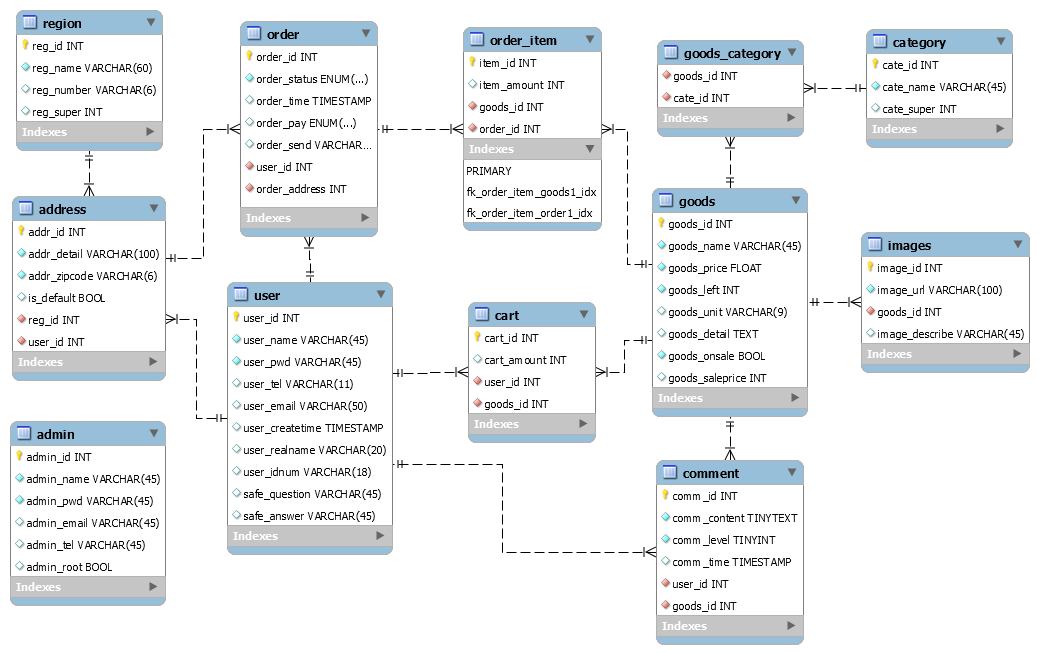 region
reg_id INT
reg_name VARCHAR(60)
reg_number VARCHAR(6)
reg_super INT
Indexes
order
order_id INT
order_status ENUM(...)
order_time TIMESTAMP
order_pay ENUM(...)
order_send VARCHAR...
user_id INT
order_address INT
Indexes
order_item
item_id INT
item_amount INT
goods_id INT
order_id INT
Indexes
PRIMARY
fk_order_item_goods1_idx
fk_order_item_order1_idx
goods_category
goods_id INT
cate_id INT
Indexes
category
cate_id INT
cate_name VARCHAR(45)
cate_super INT
Indexes
address
addr_id INT
addr_detail VARCHAR(100)
addr_zipcode VARCHAR(6)
is_default BOOL
reg_id INT
user_id INT
Indexes
user
user_id INT
user_name VARCHAR(45)
user_pwd VARCHAR(45)
user_tel VARCHAR(11)
user_email VARCHAR(50)
user_createtime TIMESTAMP
user_realname VARCHAR(20)
user_idnum VARCHAR(18)
safe_question VARCHAR(45)
safe_answer VARCHAR(45)
Indexes
cart
cart_id INT
cart_amount INT
user_id INT
goods_id INT
Indexes
goods
goods_id INT
goods_name VARCHAR(45)
goods_price FLOAT
goods_left INT
goods_unit VARCHAR(9)
goods_detail TEXT
goods_onsale BOOL
goods_saleprice INT
Indexes
images
image_id INT
image_url VARCHAR(100)
goods_id INT
image_describe VARCHAR(45)
Indexes
admin
admin_id INT
admin_name VARCHAR(45)
admin_pwd VARCHAR(45)
admin_email VARCHAR(45)
admin_tel VARCHAR(45)
admin_root BOOL
Indexes
comment
comm_id INT
comm_content TINYTEXT
comm_level TINYINT
comm_time TIMESTAMP
user_id INT
goods_id INT
Indexes